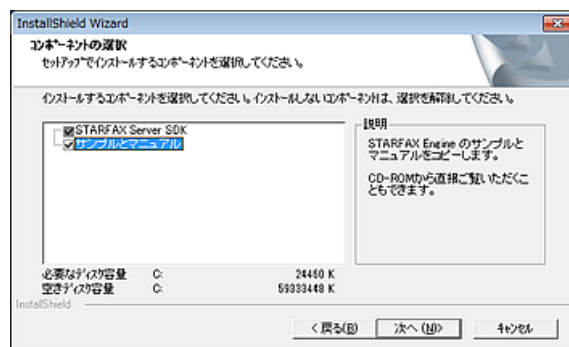 InstallShield Wizard
コンポーネントの選択
セットアップでインストールするコンポーネントを選択してください。
インストールするコンポーネントを選択してください。インストールしないコンポーネントは、選択を解除してください。
STARFAX Server SDK
サンプルとマニュアル
説明
STARFAX Engine のサンプルと
マニュアルをコピーします。
CD-ROMから直接ご覧いただくこ
ともできます。
必要なディスク容量 C: 24460 K
空きディスク容量 C: 59333448 K
InstallShield
< 戻る(B)
次へ (N)>
キャンセル